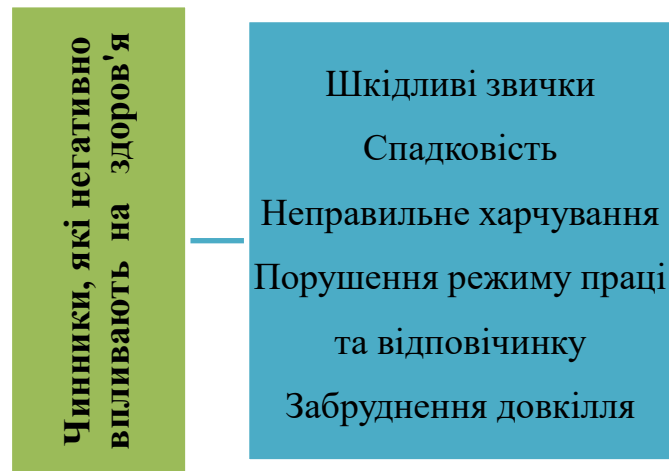 Чинники, які негативно
впливають на здоров'я
Шкідливі звички
Спадковість
Неправильне харчування
Порушення режиму праці
та відповічинку
Забруднення довкілля